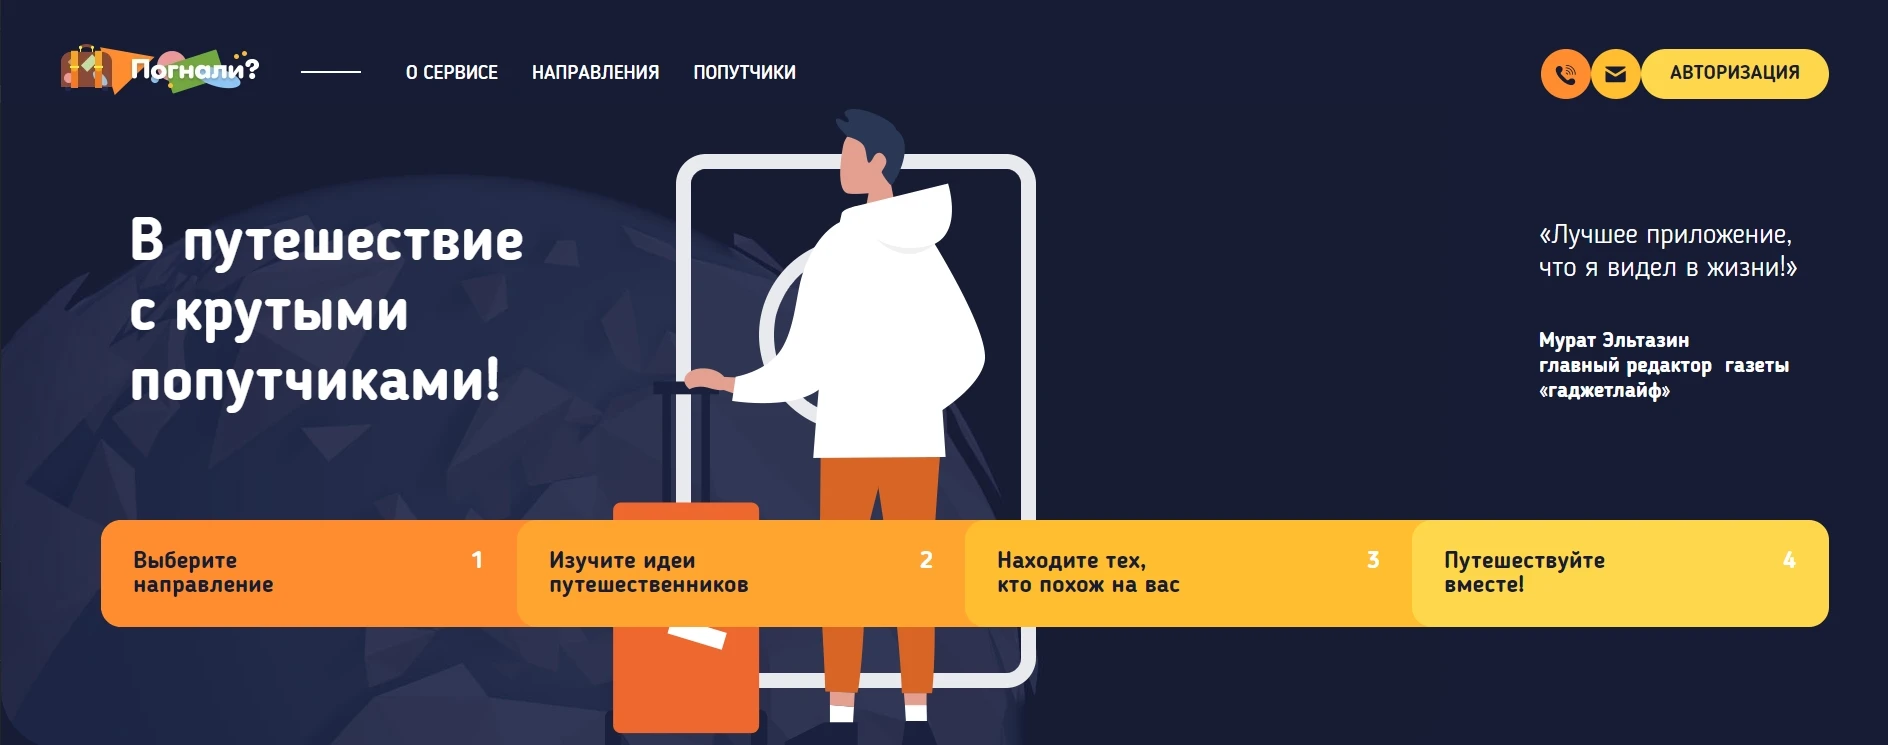 Погнали?
О СЕРВИСЕ
НАПРАВЛЕНИЯ
ПОПУТЧИКИ
АВТОРИЗАЦИЯ
В путешествие
с крутыми
попутчиками!
«Лучшее приложение,
что я видел в жизни!»
Мурат Эльтазин
главный редактор газеты
«гаджетлайф»
Выберите
направление
1
Изучите идеи
путешественников
2
Находите тех,
кто похож на вас
3
Путешествуйте
вместе!
4